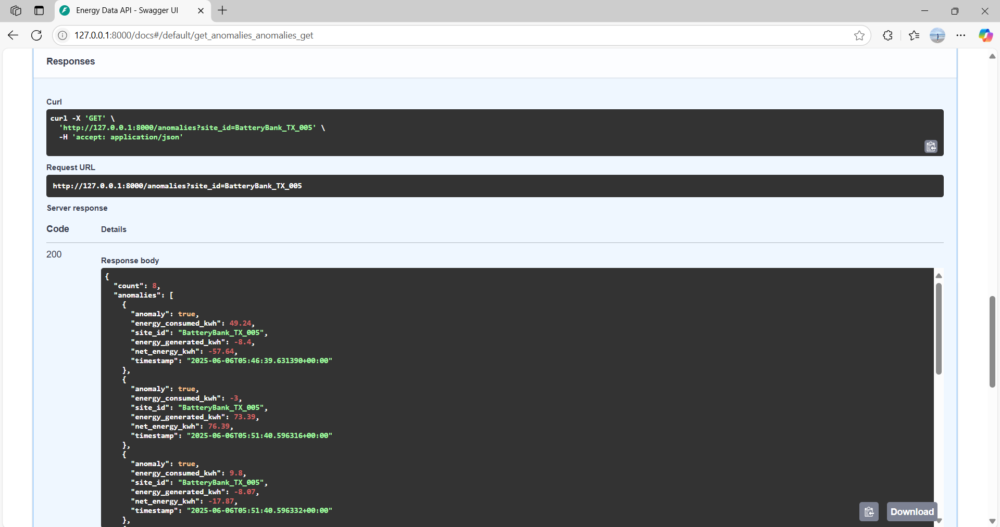 Energy Data API - Swagger UI
127.0.0.1:8000/docs#/default/get_anomalies_anomalies_get
Responses
Curl
curl -X 'GET' \
  'http://127.0.0.1:8000/anomalies?site_id=BatteryBank_TX_005' \
  -H 'accept: application/json'
Request URL
http://127.0.0.1:8000/anomalies?site_id=BatteryBank_TX_005
Server response
Code Details
200
Response body
{
  "count": 8,
  "anomalies": [
    {
      "anomaly": true,
      "energy_consumed_kwh": 49.24,
      "site_id": "BatteryBank_TX_005",
      "energy_generated_kwh": -8.4,
      "net_energy_kwh": -57.64,
      "timestamp": "2025-06-06T05:46:39.631390+00:00"
    },
    {
      "anomaly": true,
      "energy_consumed_kwh": -3,
      "site_id": "BatteryBank_TX_005",
      "energy_generated_kwh": 73.39,
      "net_energy_kwh": 76.39,
      "timestamp": "2025-06-06T05:51:40.596316+00:00"
    },
    {
      "anomaly": true,
      "energy_consumed_kwh": 9.8,
      "site_id": "BatteryBank_TX_005",
      "energy_generated_kwh": -8.07,
      "net_energy_kwh": -17.87,
      "timestamp": "2025-06-06T05:51:40.596332+00:00"
    },
Download